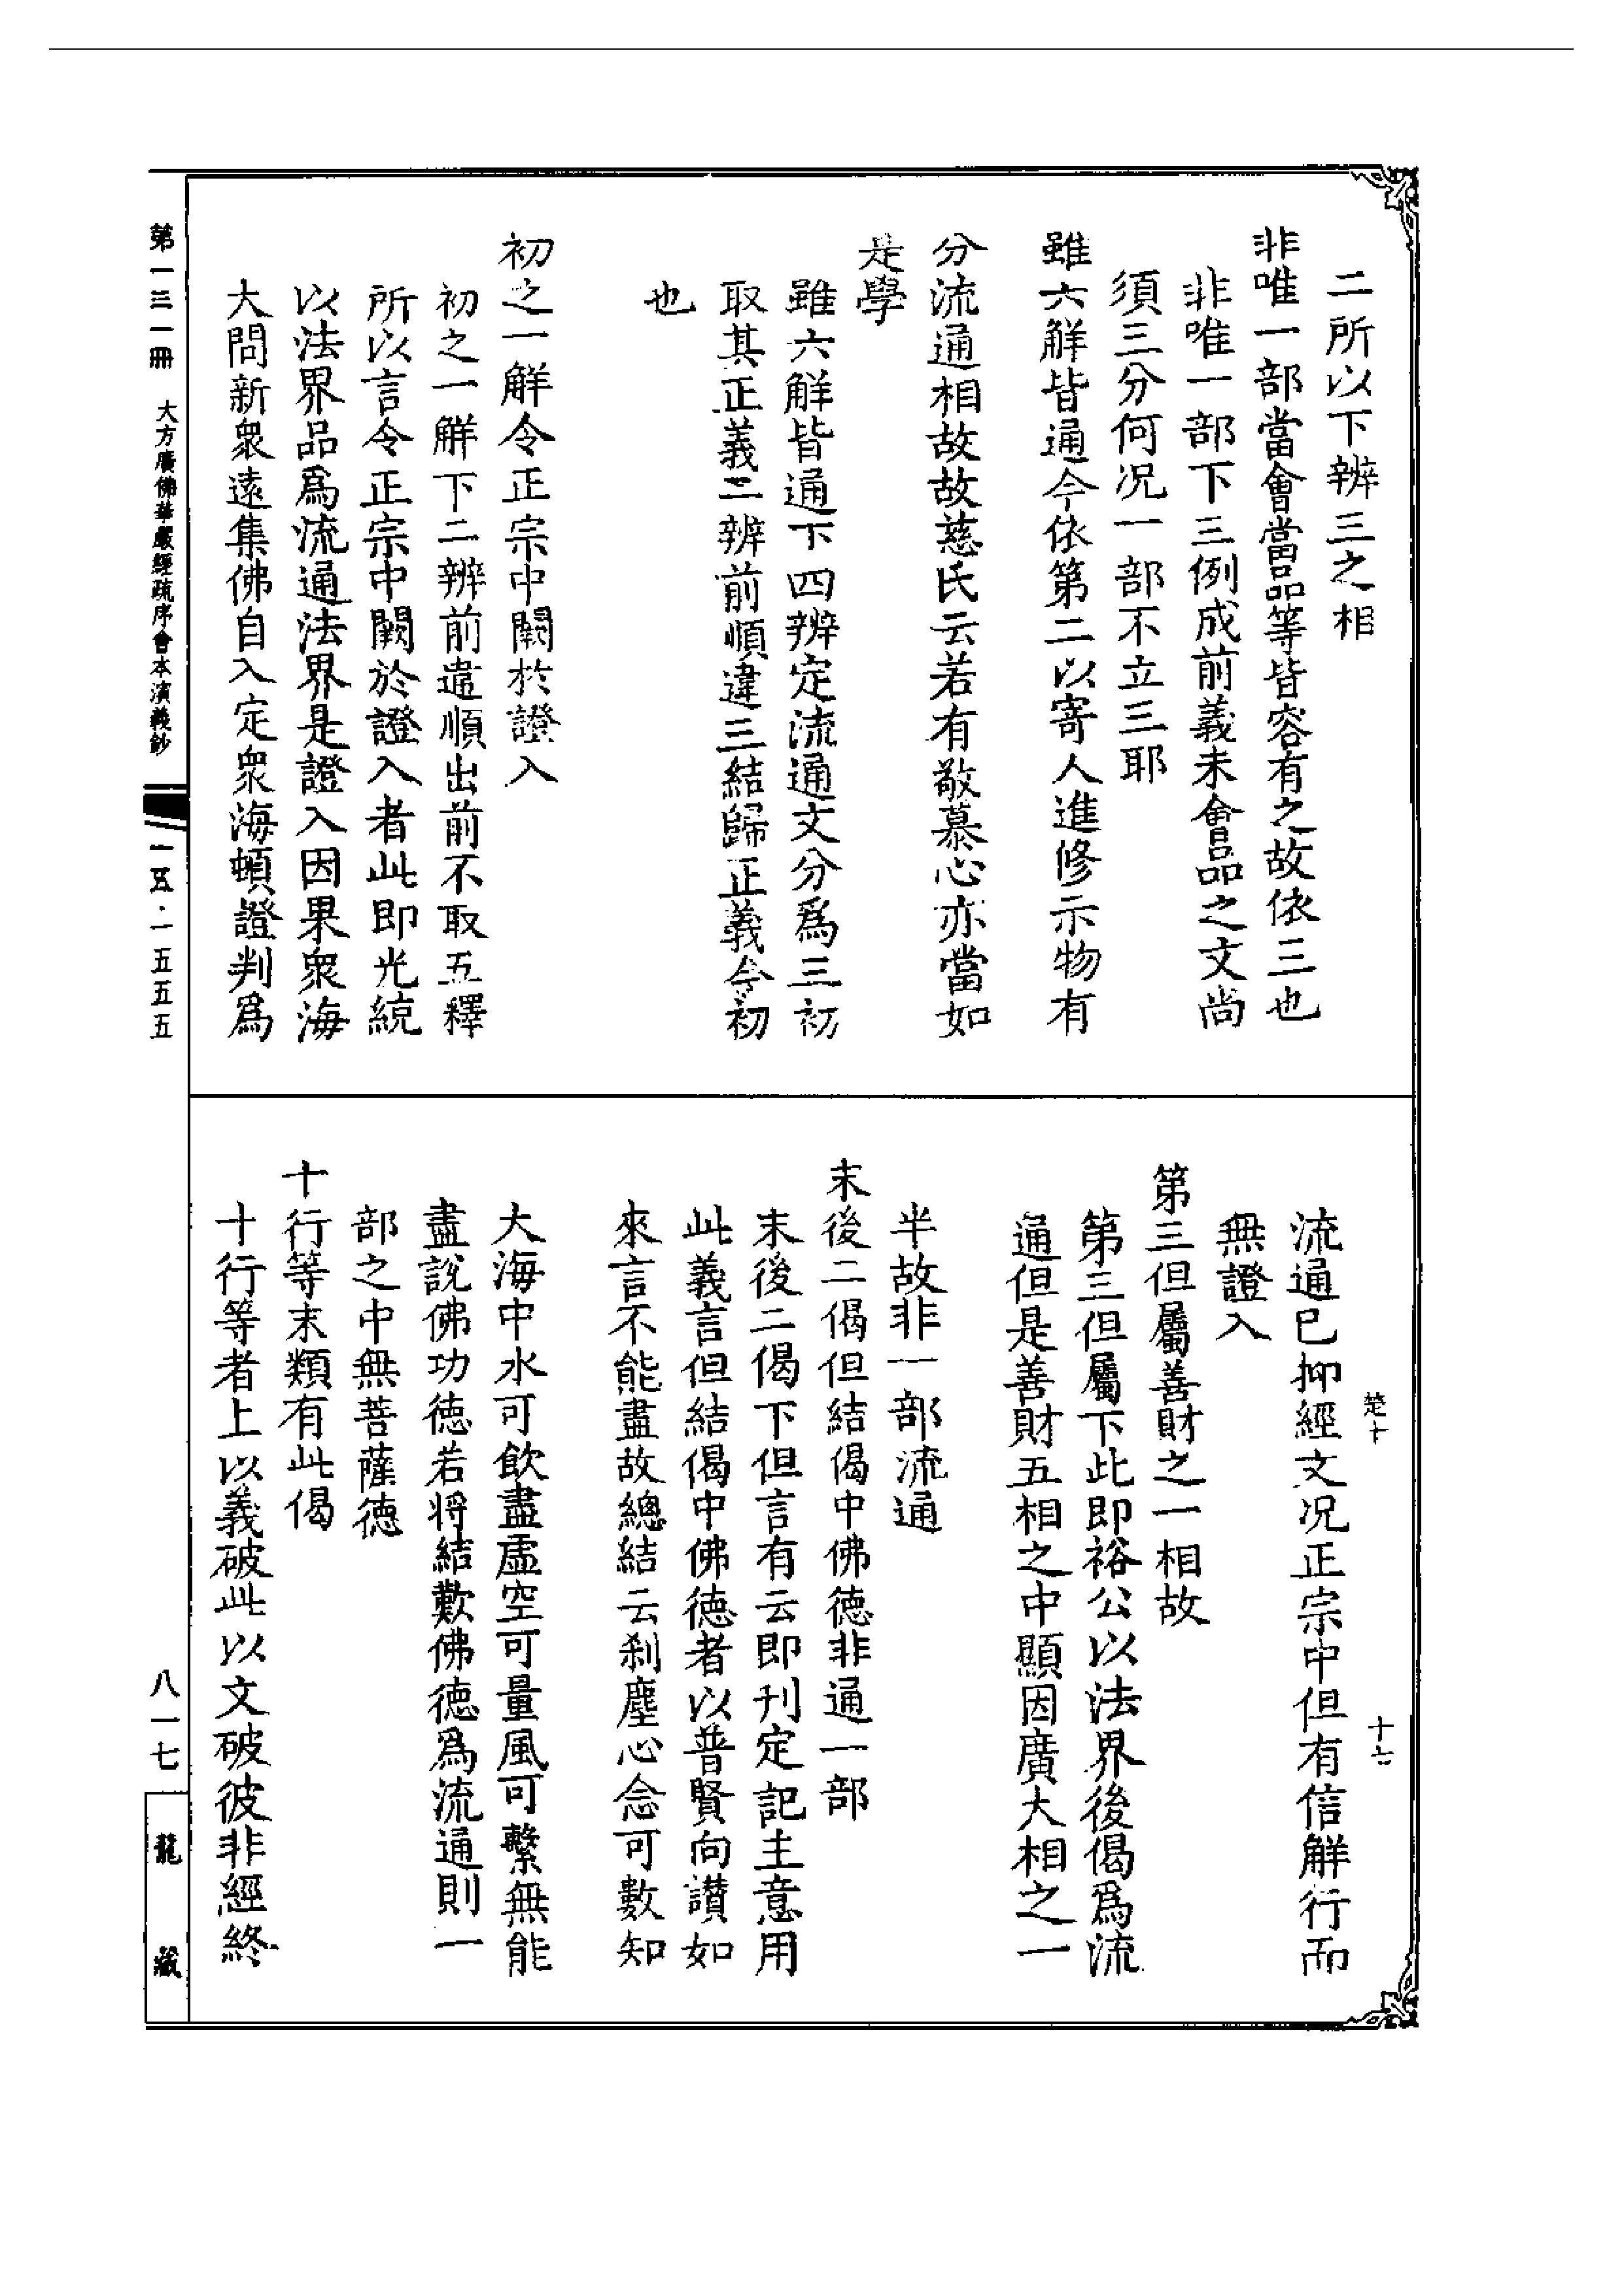 二所以下辨三之相
非唯一部當會當品等皆容有之故依三也
非唯一部下三例成前義未會品之文尚
須三分何况一部不立三耶
雖六解皆通今依第二以寄人進修示物有
分流通相故故慈氏云若有敬慕心亦當如
是學
雖六解皆通下四辨定流通文分爲三初
取其正義二辨前順違三結歸正義今初
也
初之一解令正宗中闕於證入
初之一解下二辨前遣順出前不取五釋
所以言令正宗中闕於證入者此即光統
以法界品爲流通法界是證入因果衆海
大問新衆遠集佛自入定衆海頓證判爲
流通已抑經文况正宗中但有信解行而
無證入
第三但屬善財之一相故
第三但屬下此即裕公以法界後偈爲流
通但是善財五相之中顯因廣大相之一
半故非一部流通
末後二偈但結偈中佛德非通一部
末後二偈下但言有云即刊定記主意用
此義言但結偈中佛德者以普賢向讃如
來言不能盡故總結云刹塵心念可數知
大海中水可飲盡虛空可量風可繫無能
盡說佛功德若將結歎佛德爲流通則一
部之中無菩薩德
十行等末類有此偈
十行等者上以義破此以文破彼非經終
楚十
十七
第一三一冊 大方廣佛華嚴經疏序會本演義鈔
一五·一五五五
八一七
龍藏